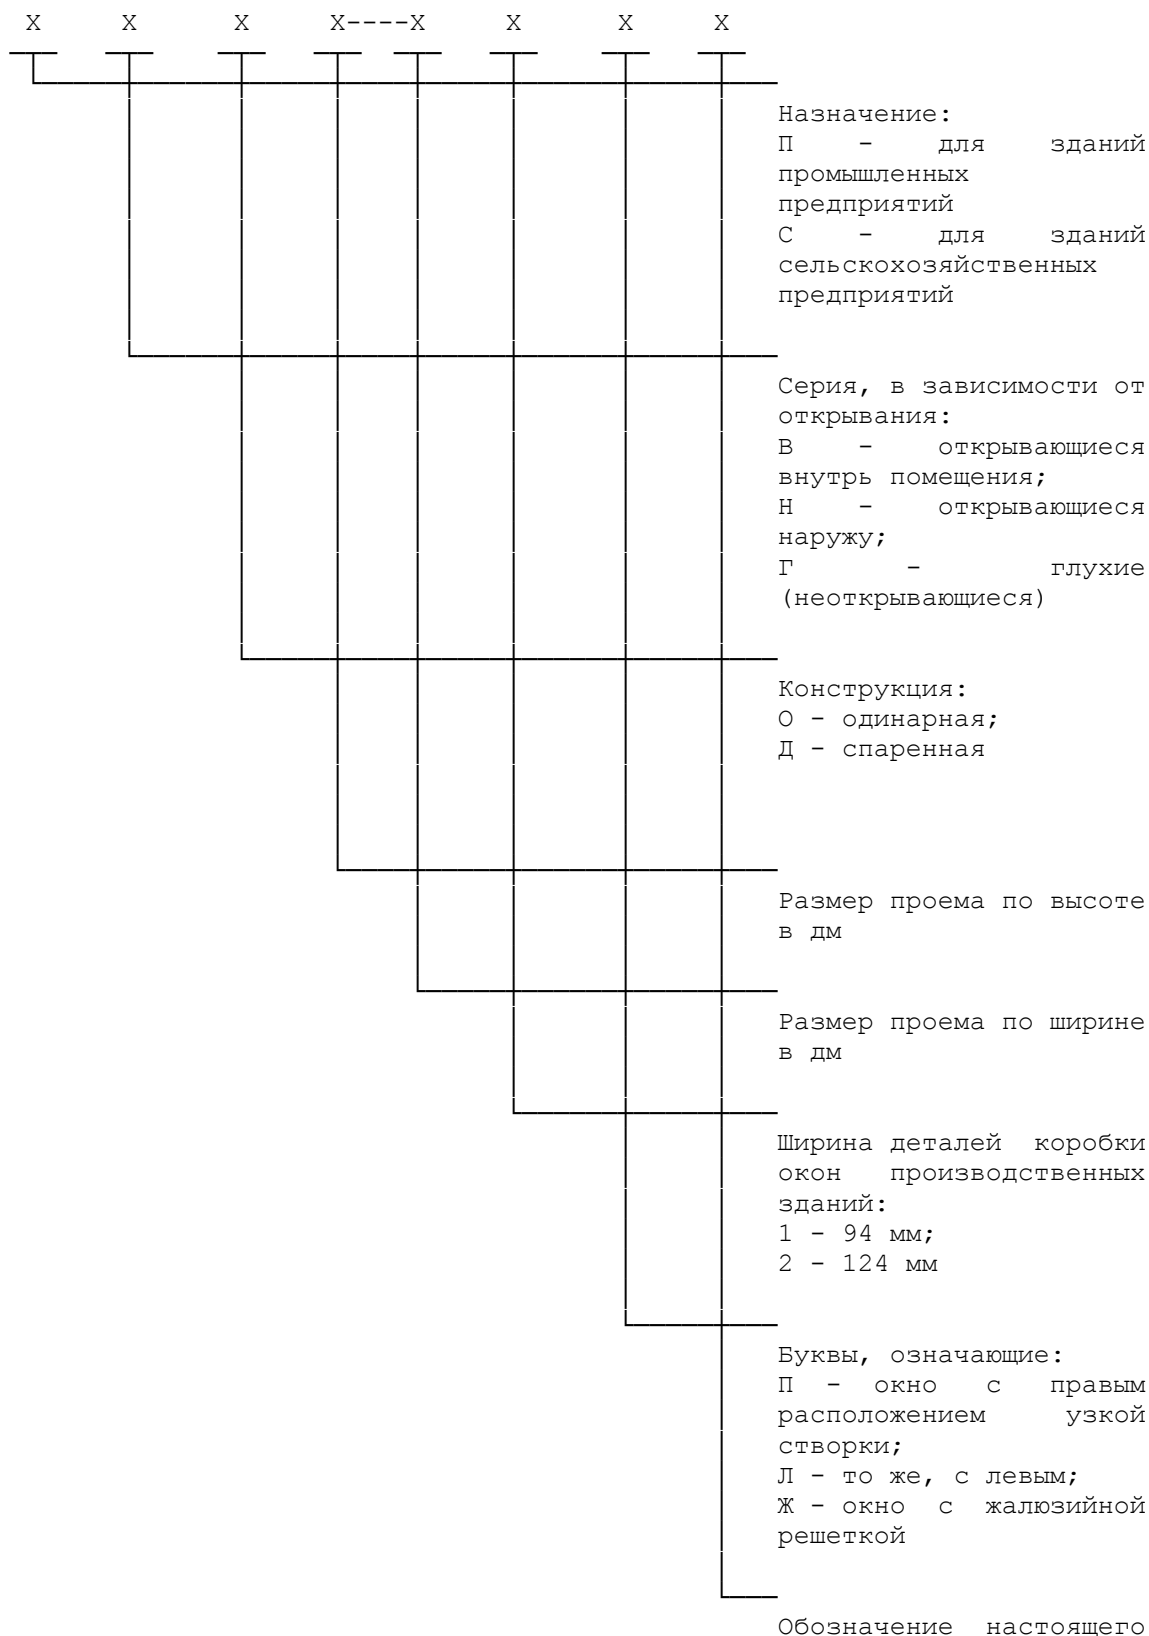 X X X X----X X X X
Назначение:
П - для зданий
промышленных
предприятий
С - для зданий
сельскохозяйственных
предприятий
Серия, в зависимости от
открывания:
В - открывающиеся
внутрь помещения;
Н - открывающиеся
наружу;
Г - глухие
(неоткрывающиеся)
Конструкция:
О - одинарная;
Д - спаренная
Размер проема по высоте
в дм
Размер проема по ширине
в дм
Ширина деталей коробки
окон производственных
зданий:
1 - 94 мм;
2 - 124 мм
Буквы, означающие:
П - окно с правым
расположением узкой
створки;
Л - то же, с левым;
Ж - окно с жалюзийной
решеткой
Обозначение настоящего